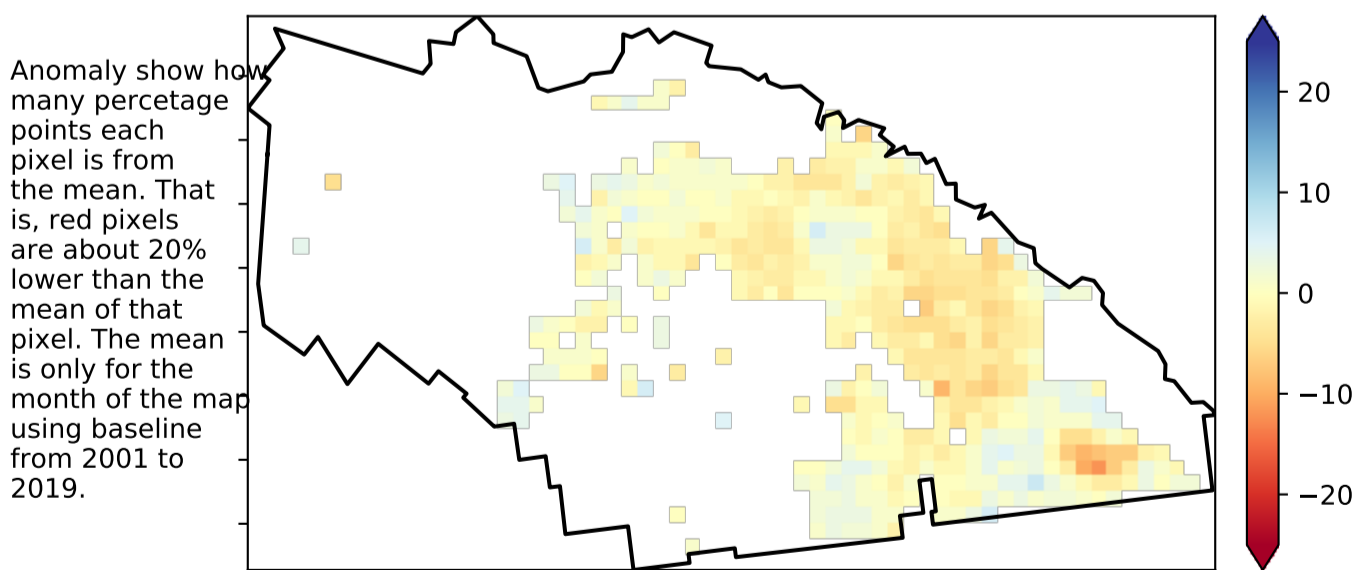 Anomaly show how
many percetage
points each
pixel is from
the mean. That
is, red pixels
are about 20%
lower than the
mean of that
pixel. The mean
is only for the
month of the map
using baseline
from 2001 to
2019.
20
10
0
−10
−20